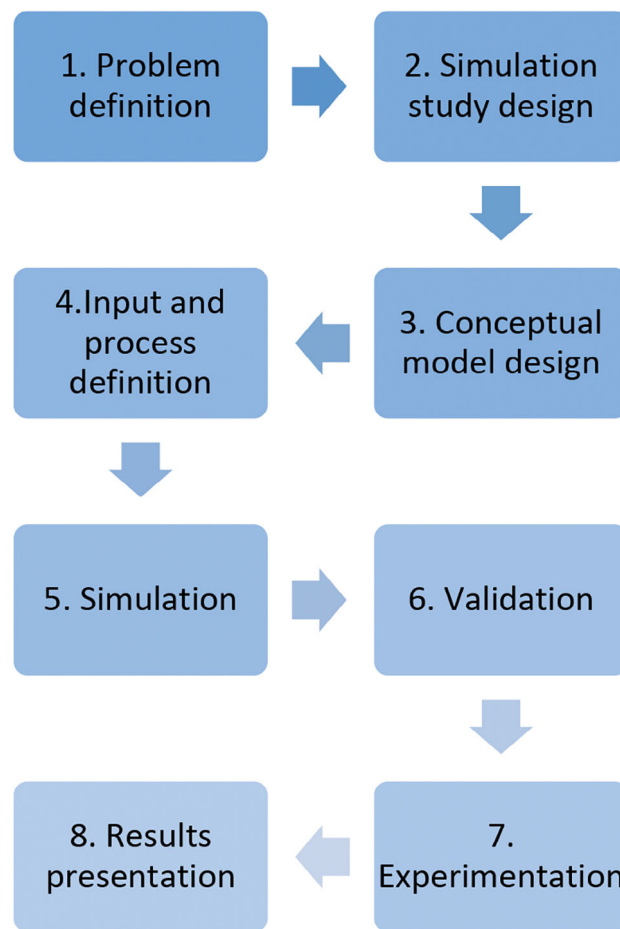 1. Problem
definition
2. Simulation
study design
3. Conceptual
model design
4.Input and
process
definition
5. Simulation
6. Validation
7.
Experimentation
8. Results
presentation